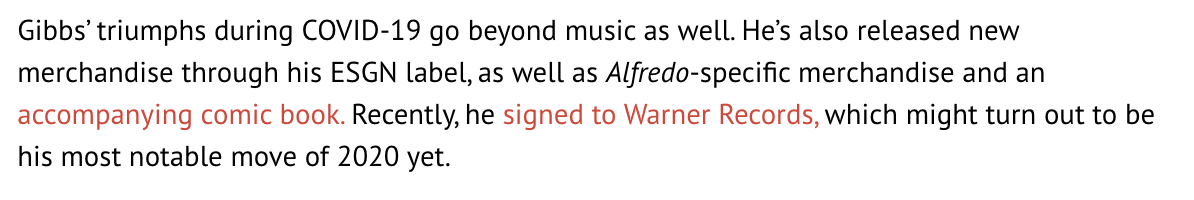 Gibbs’ triumphs during COVID-19 go beyond music as well. He’s also released new
merchandise through his ESGN label, as well as Alfredo-specific merchandise and an
accompanying comic book. Recently, he signed to Warner Records, which might turn out to be
his most notable move of 2020 yet.